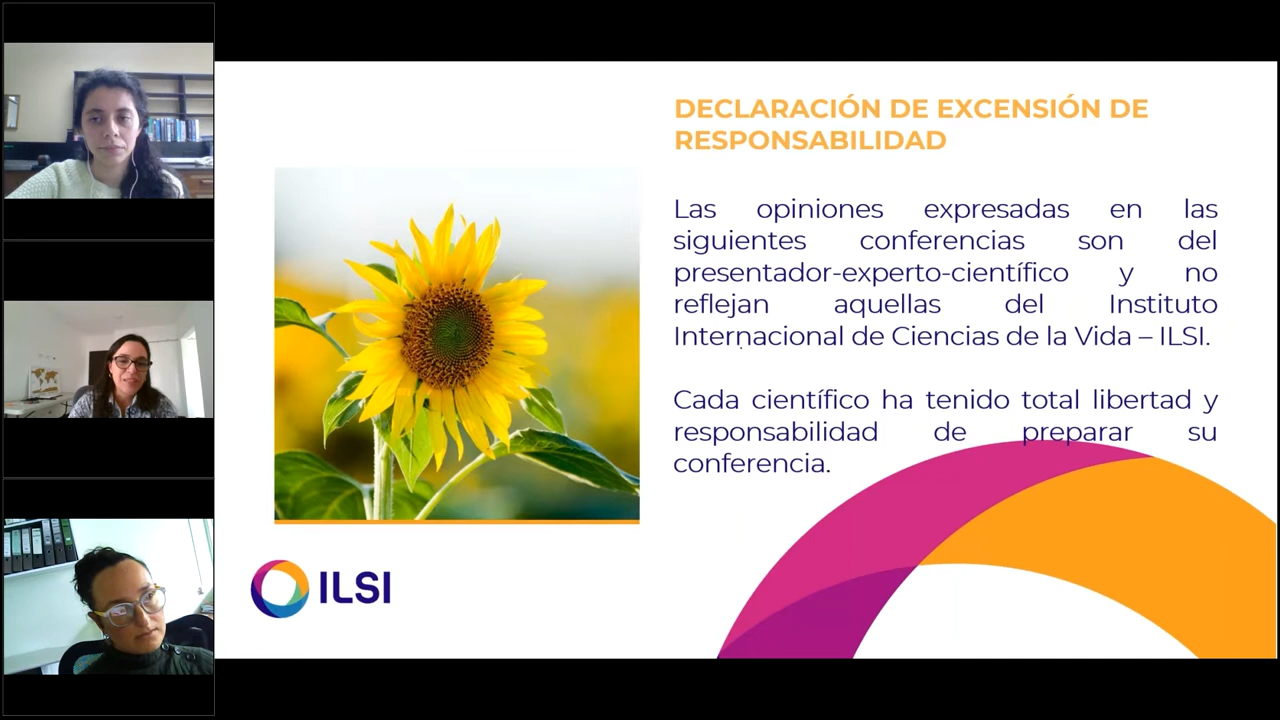 DECLARACIÓN DE EXCENSIÓN DE
RESPONSABILIDAD
Las opiniones expresadas en las
siguientes conferencias son del
presentador-experto-científico y no
reflejan aquellas del Instituto
Internacional de Ciencias de la Vida – ILSI.
Cada científico ha tenido total libertad y
responsabilidad de preparar su
conferencia.
ILSI